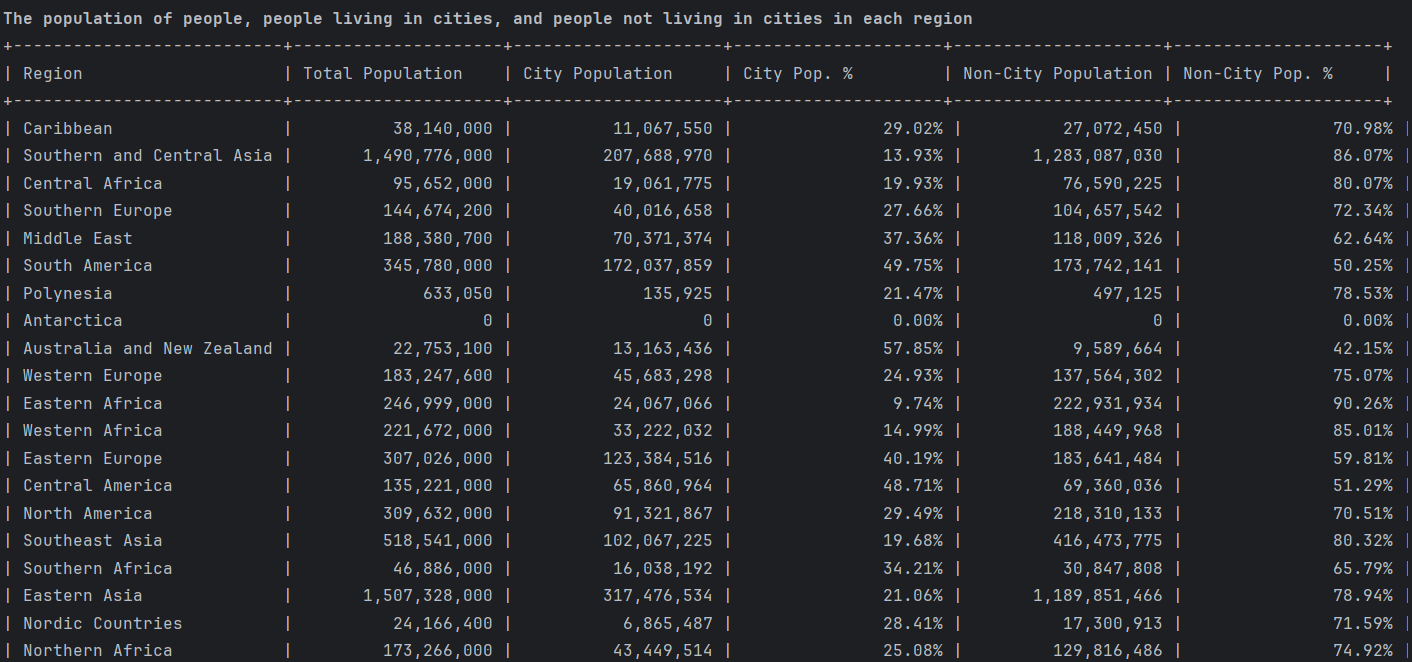 The population of people, people living in cities, and people not living in cities in each region
+---------------------------+---------------------+---------------------+---------------------+---------------------+---------------------+
| Region                    | Total Population    | City Population     | City Pop. %         | Non-City Population | Non-City Pop. %     |
+---------------------------+---------------------+---------------------+---------------------+---------------------+---------------------+
| Caribbean                 |          38,140,000 |          11,067,550 |               29.02% |          27,072,450 |               70.98% |
| Southern and Central Asia |       1,490,776,000 |         207,688,970 |               13.93% |       1,283,087,030 |               86.07% |
| Central Africa            |          95,652,000 |          19,061,775 |               19.93% |          76,590,225 |               80.07% |
| Southern Europe           |         144,674,200 |          40,016,658 |               27.66% |         104,657,542 |               72.34% |
| Middle East               |         188,380,700 |          70,371,374 |               37.36% |         118,009,326 |               62.64% |
| South America             |         345,780,000 |         172,037,859 |               49.75% |         173,742,141 |               50.25% |
| Polynesia                 |             633,050 |             135,925 |               21.47% |             497,125 |               78.53% |
| Antarctica                |                   0 |                   0 |                0.00% |                   0 |                0.00% |
| Australia and New Zealand |          22,753,100 |          13,163,436 |               57.85% |           9,589,664 |               42.15% |
| Western Europe            |         183,247,600 |          45,683,298 |               24.93% |         137,564,302 |               75.07% |
| Eastern Africa            |         246,999,000 |          24,067,066 |                9.74% |         222,931,934 |               90.26% |
| Western Africa            |         221,672,000 |          33,222,032 |               14.99% |         188,449,968 |               85.01% |
| Eastern Europe            |         307,026,000 |         123,384,516 |               40.19% |         183,641,484 |               59.81% |
| Central America           |         135,221,000 |          65,860,964 |               48.71% |          69,360,036 |               51.29% |
| North America             |         309,632,000 |          91,321,867 |               29.49% |         218,310,133 |               70.51% |
| Southeast Asia            |         518,541,000 |         102,067,225 |               19.68% |         416,473,775 |               80.32% |
| Southern Africa           |          46,886,000 |          16,038,192 |               34.21% |          30,847,808 |               65.79% |
| Eastern Asia              |       1,507,328,000 |         317,476,534 |               21.06% |       1,189,851,466 |               78.94% |
| Nordic Countries          |          24,166,400 |           6,865,487 |               28.41% |          17,300,913 |               71.59% |
| Northern Africa           |         173,266,000 |          43,449,514 |               25.08% |         129,816,486 |               74.92% |